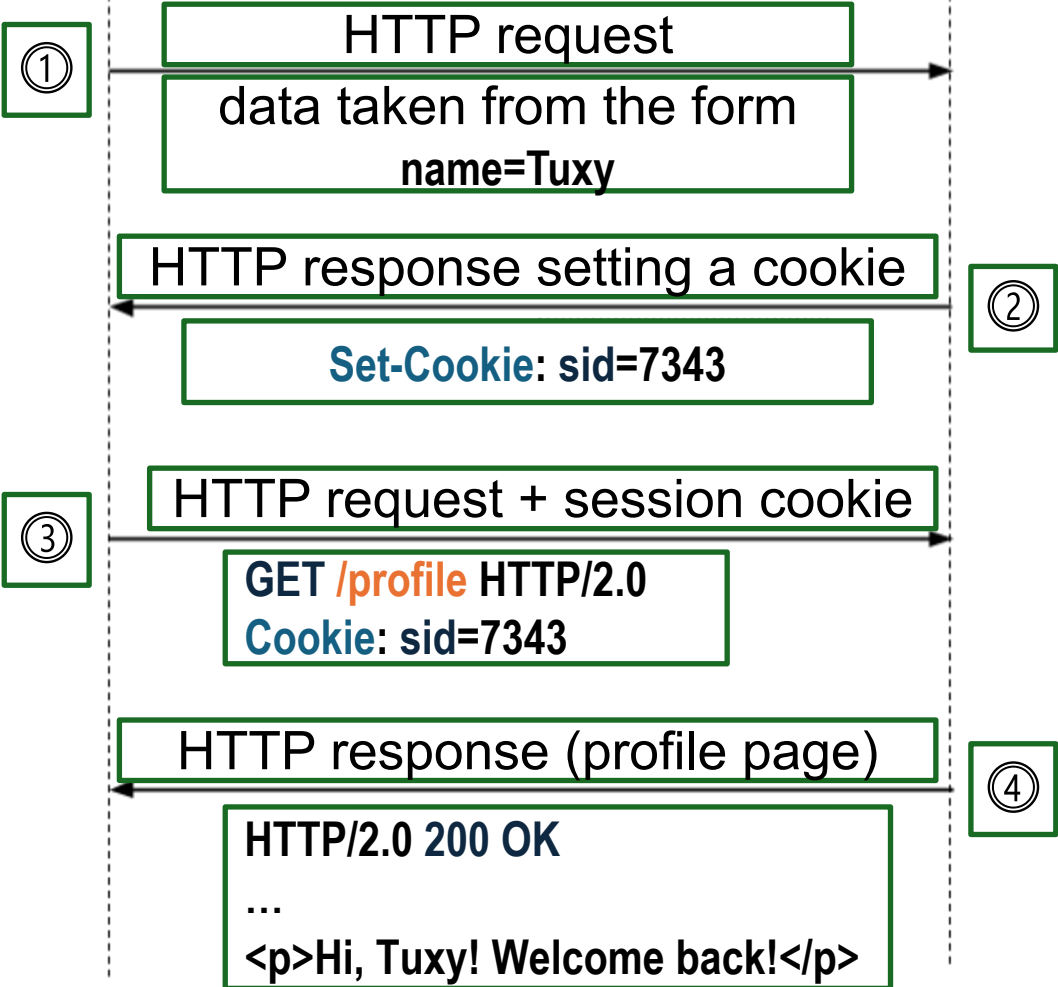 ①
HTTP request
data taken from the form
name=Tuxy
HTTP response setting a cookie
②
Set-Cookie: sid=7343
HTTP request + session cookie
③
GET /profile HTTP/2.0
Cookie: sid=7343
HTTP response (profile page)
④
HTTP/2.0 200 OK
...
<p>Hi, Tuxy! Welcome back!</p>